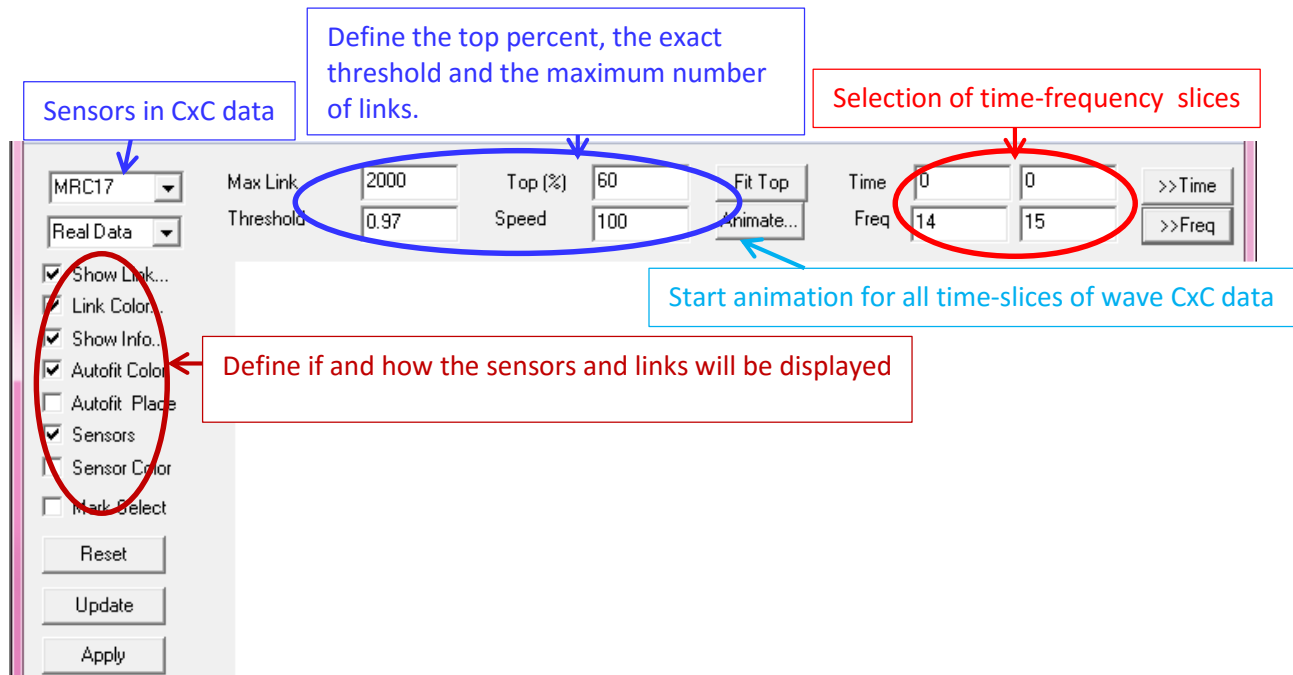 Define the top percent, the exact
threshold and the maximum number
of links.
Sensors in CxC data
Selection of time-frequency slices
MRC17 Max Link 2000 Top (%) 60 Fit Top Time 0 0 >>Time
Real Data Threshold 0.97 Speed 100 Animate... Freq 14 15 >>Freq
Show Link...
Start animation for all time-slices of wave CxC data
Link Color...
Show Info...
Define if and how the sensors and links will be displayed
Autofit Color
Autofit Place
Sensors
Sensor Color
Mark Select
Reset
Update
Apply